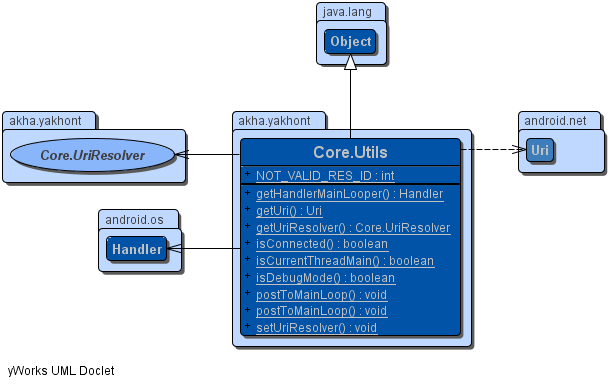 java.lang
Object
akha.yakhont
Core.UriResolver
akha.yakhont
Core.Utils
+ NOT_VALID_RES_ID : int
+ getHandlerMainLooper() : Handler
+ getUri() : Uri
+ getUriResolver() : Core.UriResolver
+ isConnected() : boolean
+ isCurrentThreadMain() : boolean
+ isDebugMode() : boolean
+ postToMainLoop() : void
+ postToMainLoop() : void
+ setUriResolver() : void
android.net
Uri
android.os
Handler
yWorks UML Doclet